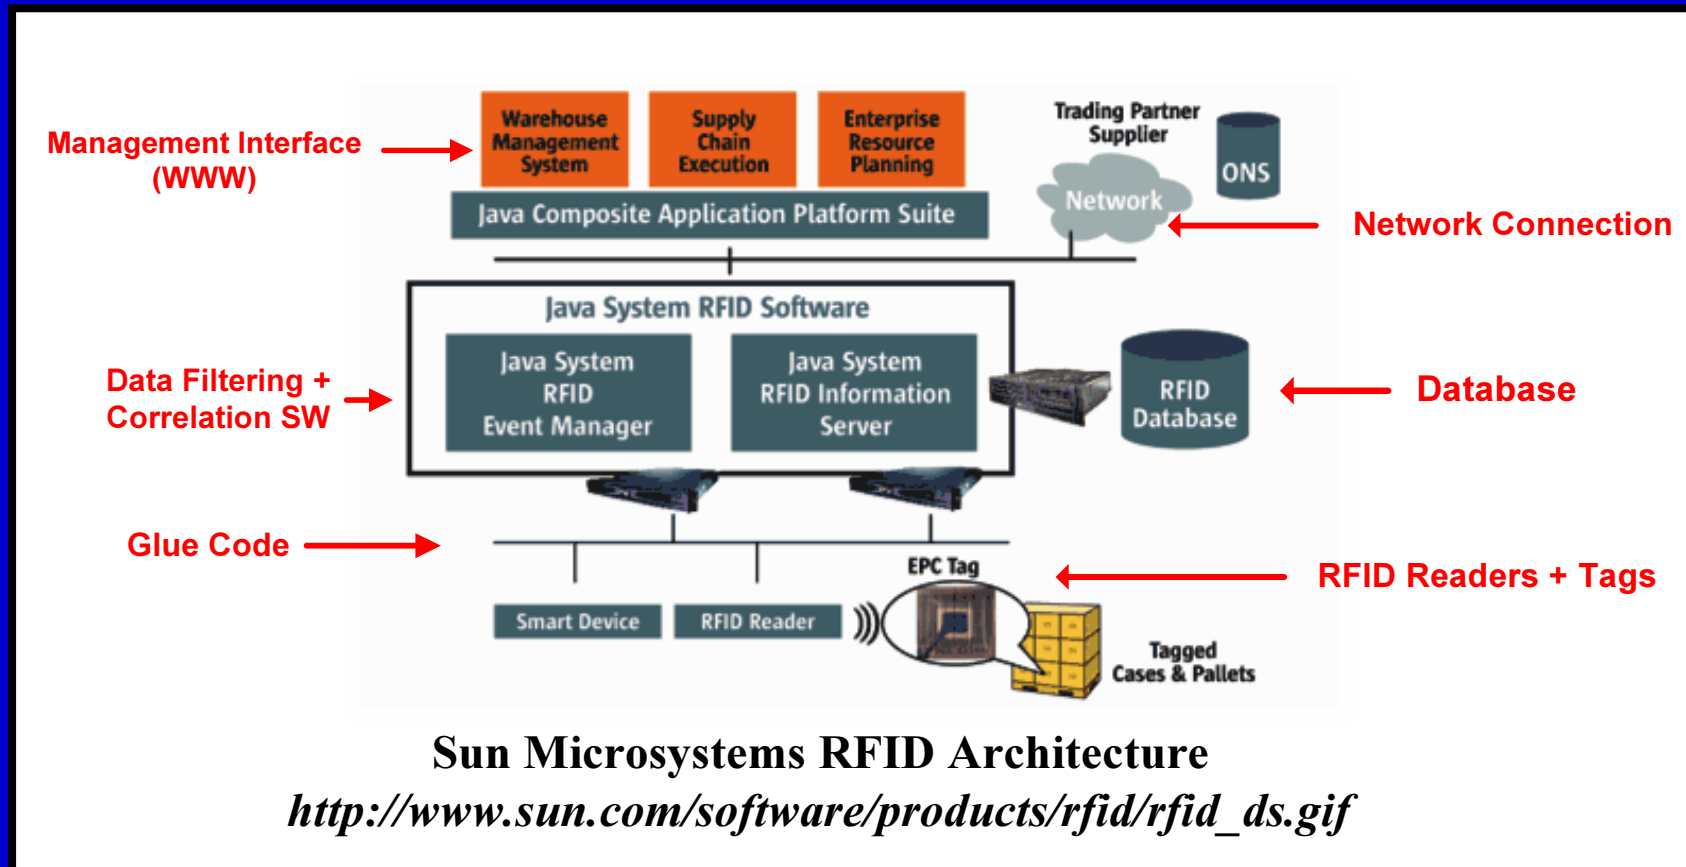 Management Interface
(WWW)
Warehouse
Management
System
Supply
Chain
Execution
Enterprise
Resource
Planning
Trading Partner
Supplier
ONS
Network
Java Composite Application Platform Suite
Network Connection
Java System RFID Software
Data Filtering +
Correlation SW
Java System
RFID
Event Manager
Java System
RFID Information
Server
RFID
Database
Database
Glue Code
EPC Tag
RFID Readers + Tags
Smart Device
RFID Reader
Tagged
Cases & Pallets
Sun Microsystems RFID Architecture
http://www.sun.com/software/products/rfid/rfid_ds.gif